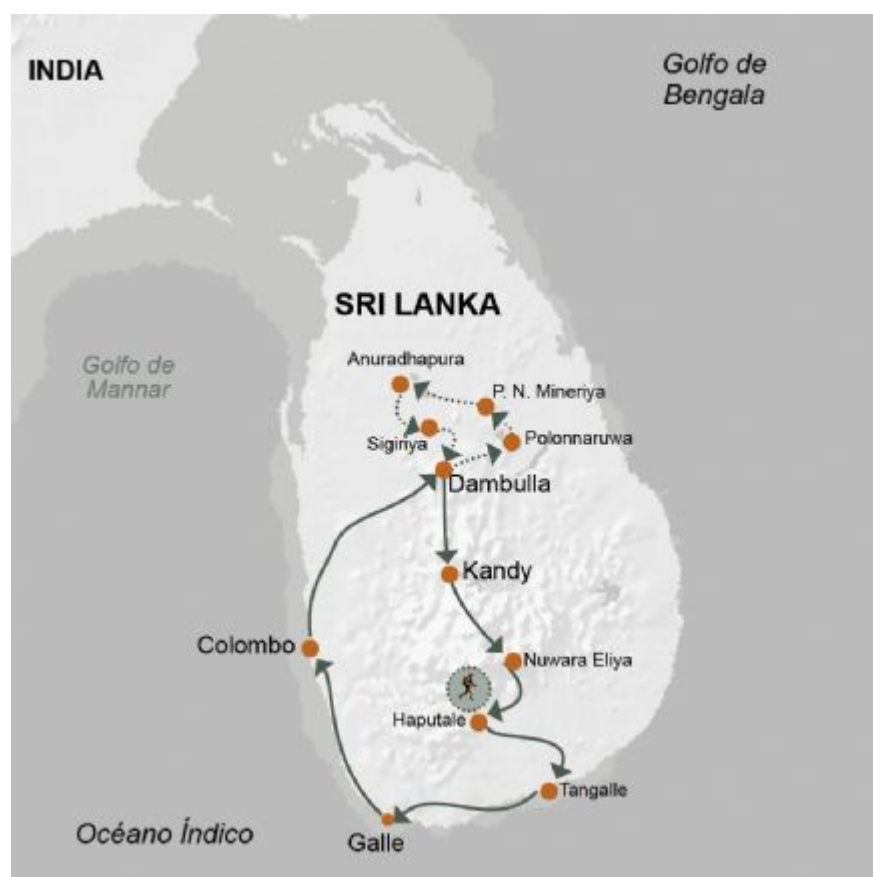 INDIA
Golfo de
Bengala
SRI LANKA
Golfo de
Mannar
Anuradhapura
P. N. Mineriya
Sigiriya
Polonnaruwa
Dambulla
Kandy
Colombo
Nuwara Eliya
Haputale
Tangalle
Océano Índico
Galle